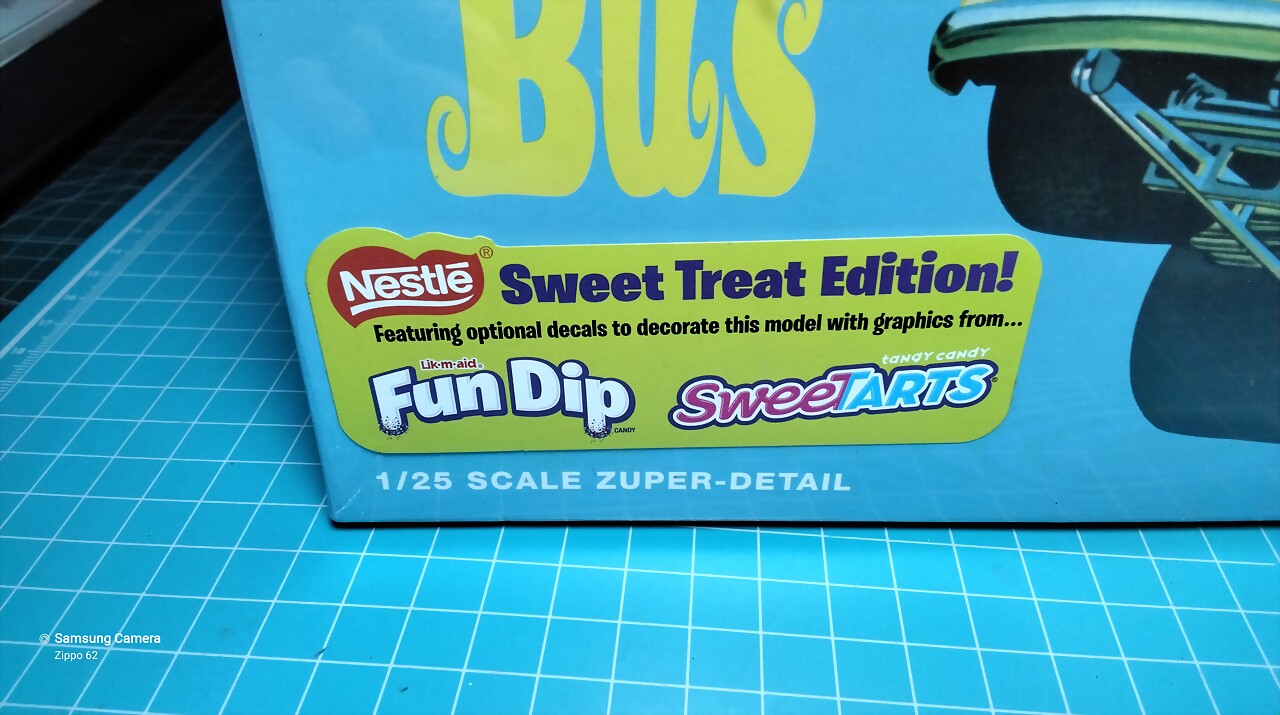 BUS
Nestlé®
Sweet Treat Edition!
Featuring optional decals to decorate this model with graphics from...
Lik-m-aid®
Fun Dip
CANDY
tangy candy
SweeTARTS®
1/25 SCALE ZUPER-DETAIL
Samsung Camera
Zippo 62